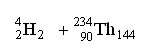 ⁴₂H₂ + ²³⁴₉₀Th₁₄₄